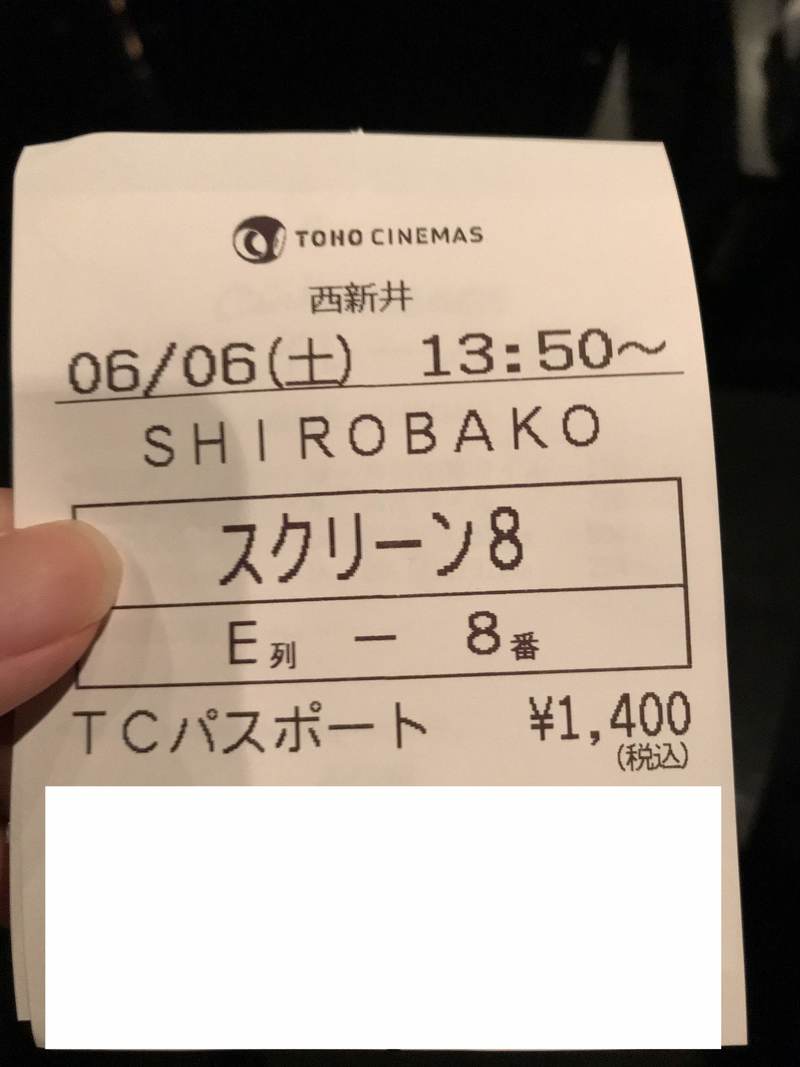 TOHO CINEMAS
西新井
06/06(土) 13:50～
SHIROBAKO
スクリーン8
E列 － 8番
TCパスポート ¥1,400
(税込)